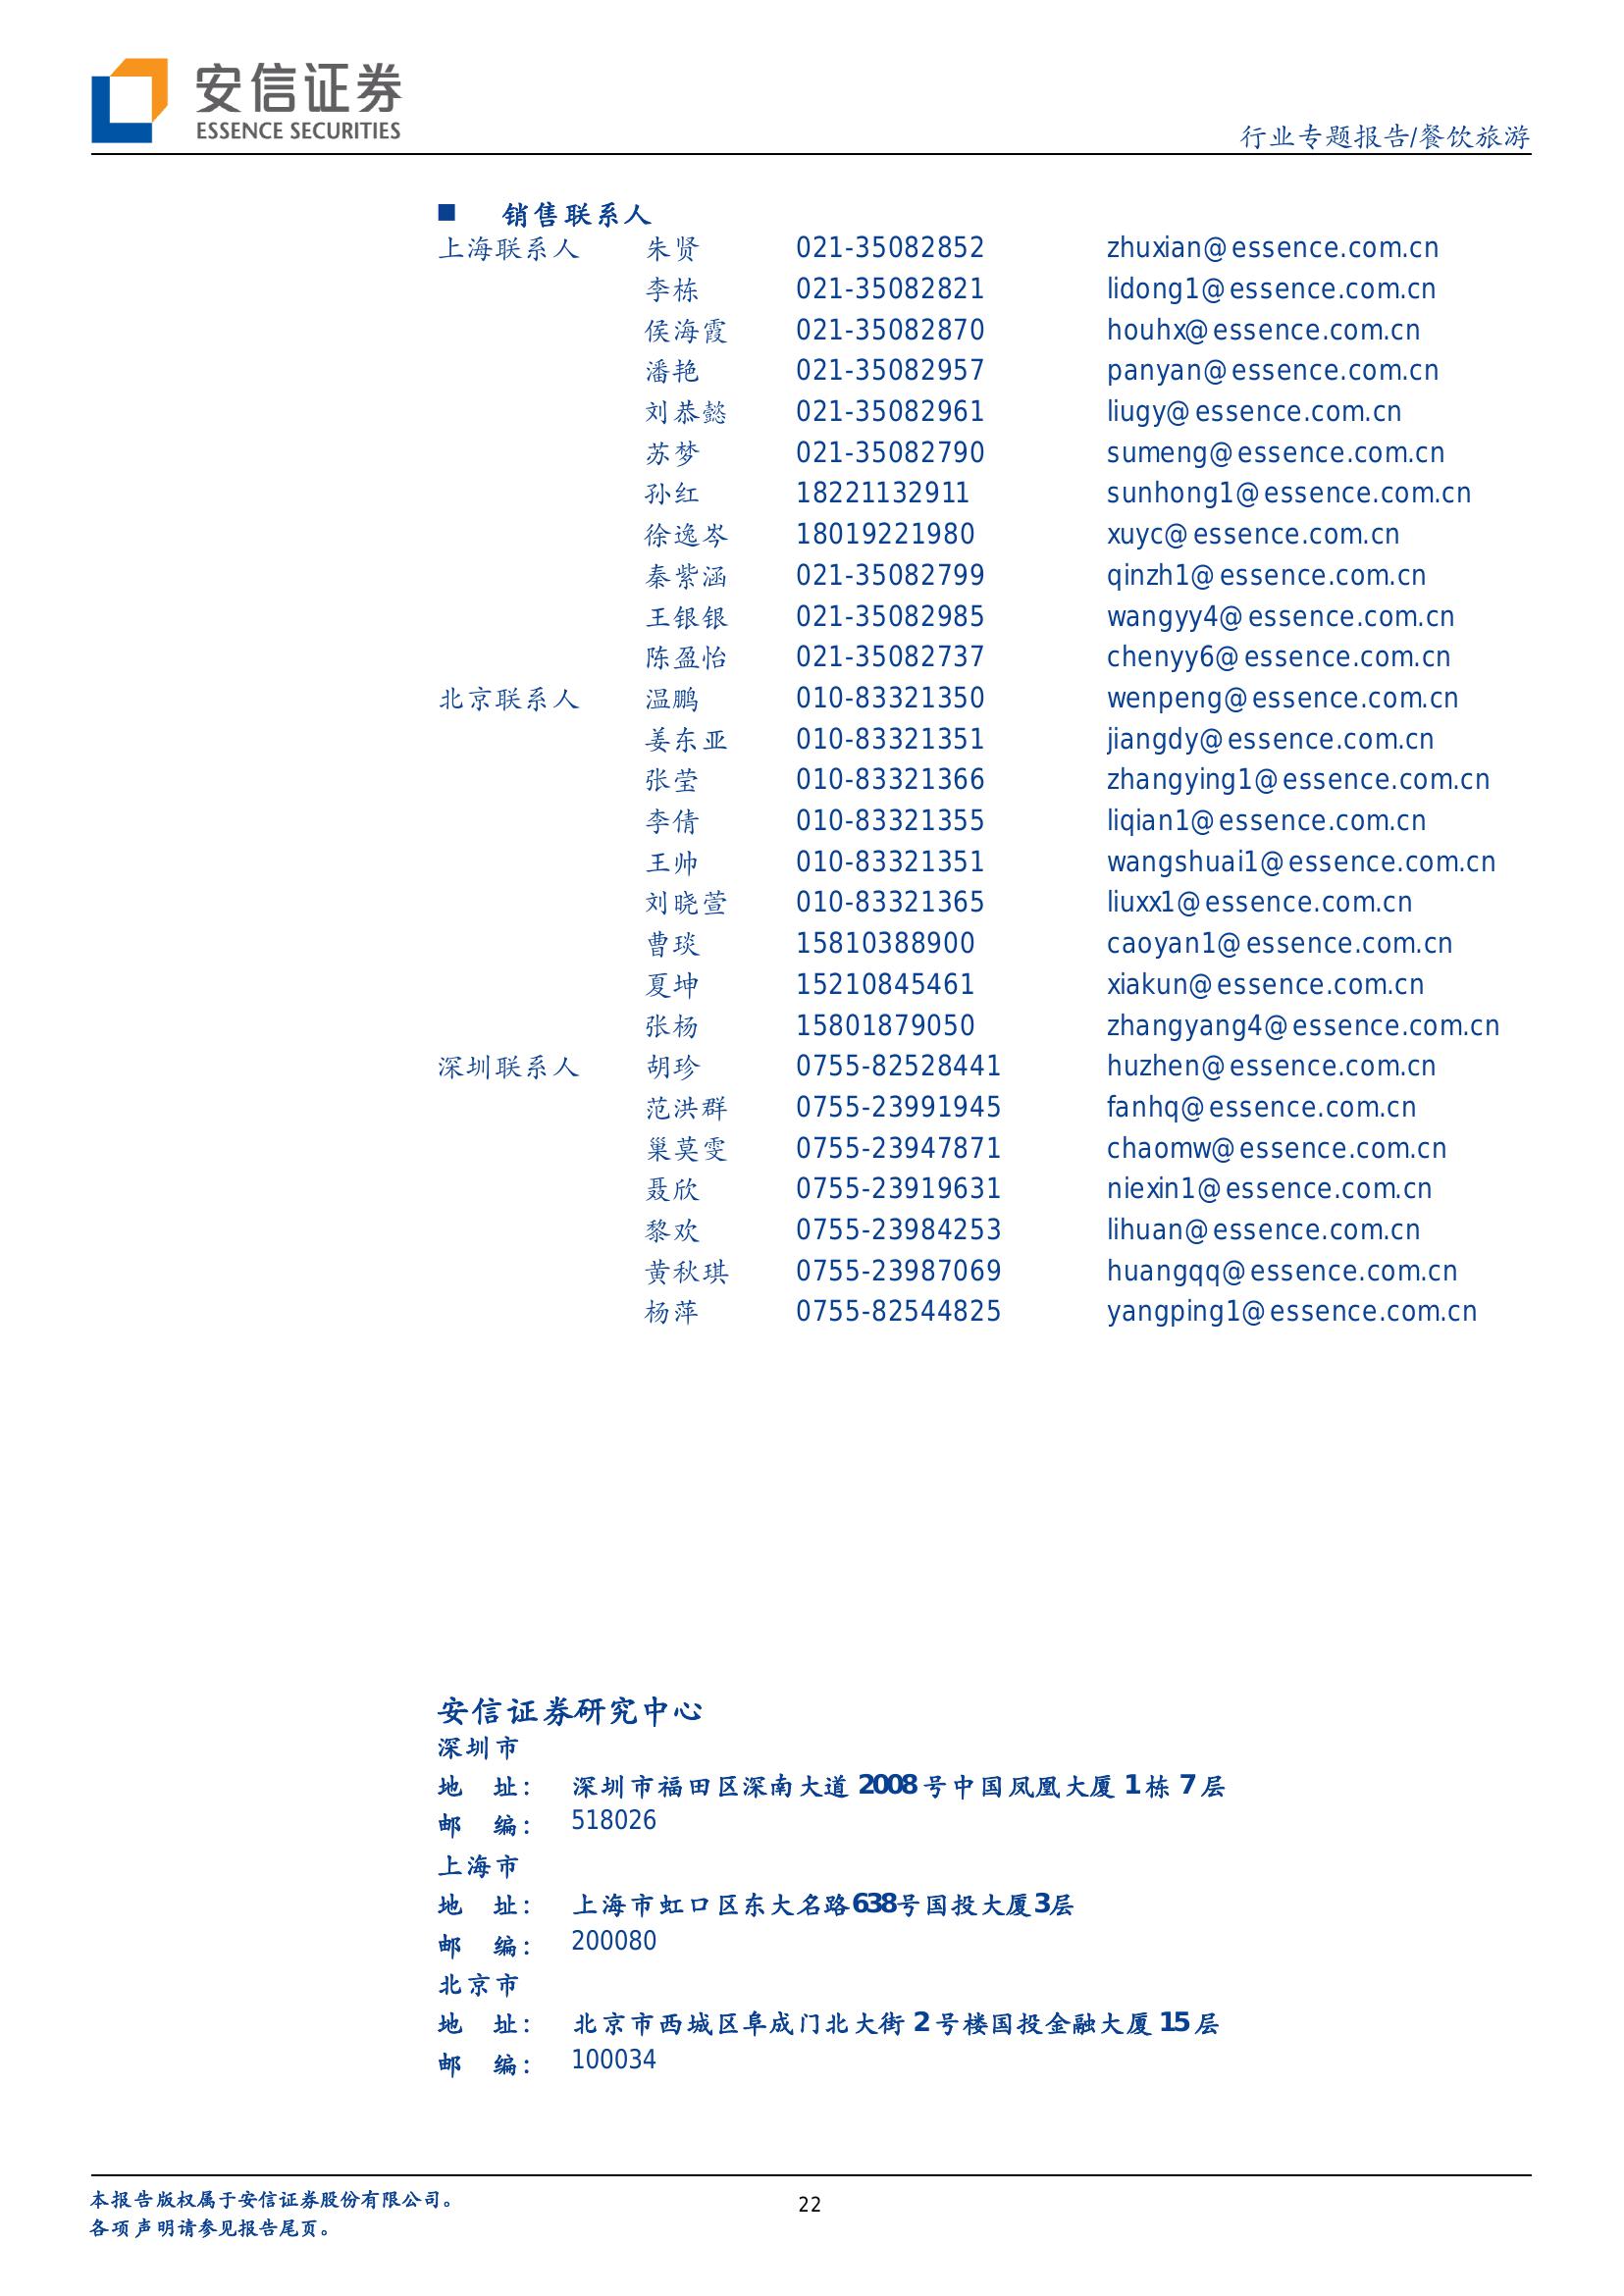 安信证券
ESSENCE SECURITIES
行业专题报告/餐饮旅游
■ 销售联系人
上海联系人 朱贤 021-35082852 zhuxian@essence.com.cn
李栋 021-35082821 lidong1@essence.com.cn
侯海霞 021-35082870 houhx@essence.com.cn
潘艳 021-35082957 panyan@essence.com.cn
刘恭懿 021-35082961 liugy@essence.com.cn
苏梦 021-35082790 sumeng@essence.com.cn
孙红 18221132911 sunhong1@essence.com.cn
徐逸岑 18019221980 xuyc@essence.com.cn
秦紫涵 021-35082799 qinzh1@essence.com.cn
王银银 021-35082985 wangyy4@essence.com.cn
陈盈怡 021-35082737 chenyy6@essence.com.cn
北京联系人 温鹏 010-83321350 wenpeng@essence.com.cn
姜东亚 010-83321351 jiangdy@essence.com.cn
张莹 010-83321366 zhangying1@essence.com.cn
李倩 010-83321355 liqian1@essence.com.cn
王帅 010-83321351 wangshuai1@essence.com.cn
刘晓萱 010-83321365 liuxx1@essence.com.cn
曹琰 15810388900 caoyan1@essence.com.cn
夏坤 15210845461 xiakun@essence.com.cn
张杨 15801879050 zhangyang4@essence.com.cn
深圳联系人 胡珍 0755-82528441 huzhen@essence.com.cn
范洪群 0755-23991945 fanhq@essence.com.cn
巢莫雯 0755-23947871 chaomw@essence.com.cn
聂欣 0755-23919631 niexin1@essence.com.cn
黎欢 0755-23984253 lihuan@essence.com.cn
黄秋琪 0755-23987069 huangqq@essence.com.cn
杨萍 0755-82544825 yangping1@essence.com.cn
安信证券研究中心
深圳市
地 址： 深圳市福田区深南大道 2008 号中国凤凰大厦 1 栋 7 层
邮 编： 518026
上海市
地 址： 上海市虹口区东大名路638号国投大厦3层
邮 编： 200080
北京市
地 址： 北京市西城区阜成门北大街 2 号楼国投金融大厦 15 层
邮 编： 100034
本报告版权属于安信证券股份有限公司。
各项声明请参见报告尾页。
22